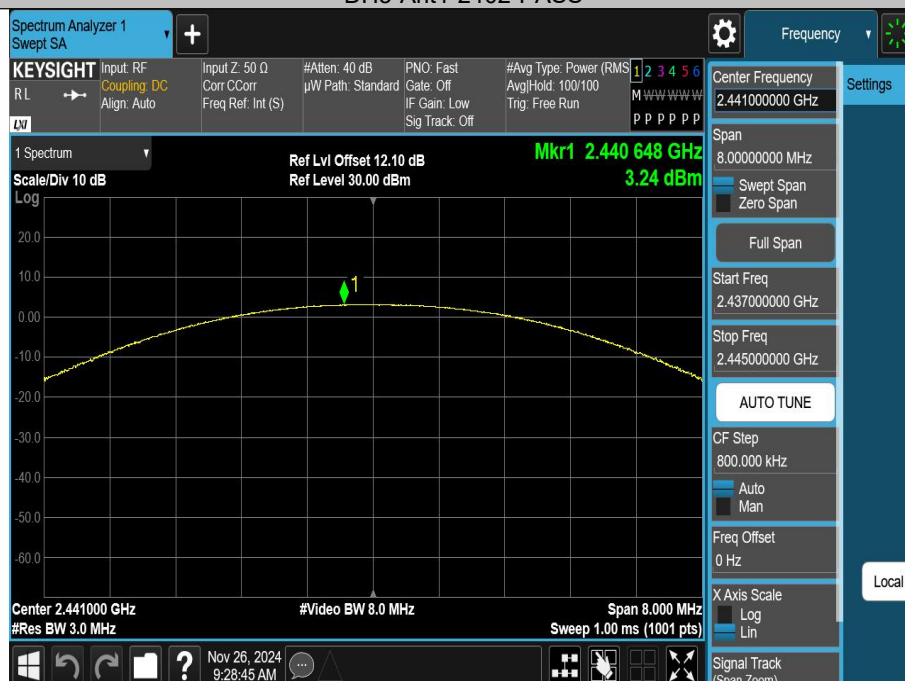 Spectrum Analyzer 1
Swept SA
Frequency
KEYSIGHT
RL
LXI
Input: RF
Coupling: DC
Align: Auto
Input Z: 50 Ω
Corr CCorr
Freq Ref: Int (S)
#Atten: 40 dB
µW Path: Standard
PNO: Fast
Gate: Off
IF Gain: Low
Sig Track: Off
#Avg Type: Power (RMS
Avg|Hold: 100/100
Trig: Free Run
1 2 3 4 5 6
M W W W W W
P P P P P P
Center Frequency
2.441000000 GHz
Settings
1 Spectrum
Scale/Div 10 dB
Log
Ref Lvl Offset 12.10 dB
Ref Level 30.00 dBm
Mkr1 2.440 648 GHz
3.24 dBm
Span
8.00000000 MHz
Swept Span
Zero Span
Full Span
Start Freq
2.437000000 GHz
Stop Freq
2.445000000 GHz
AUTO TUNE
CF Step
800.000 kHz
Auto
Man
Freq Offset
0 Hz
X Axis Scale
Log
Lin
Signal Track
(Span Zoom)
Local
20.0
10.0
1
0.00
-10.0
-20.0
-30.0
-40.0
-50.0
-60.0
Center 2.441000 GHz
#Res BW 3.0 MHz
#Video BW 8.0 MHz
Span 8.000 MHz
Sweep 1.00 ms (1001 pts)
?
Nov 26, 2024
9:28:45 AM